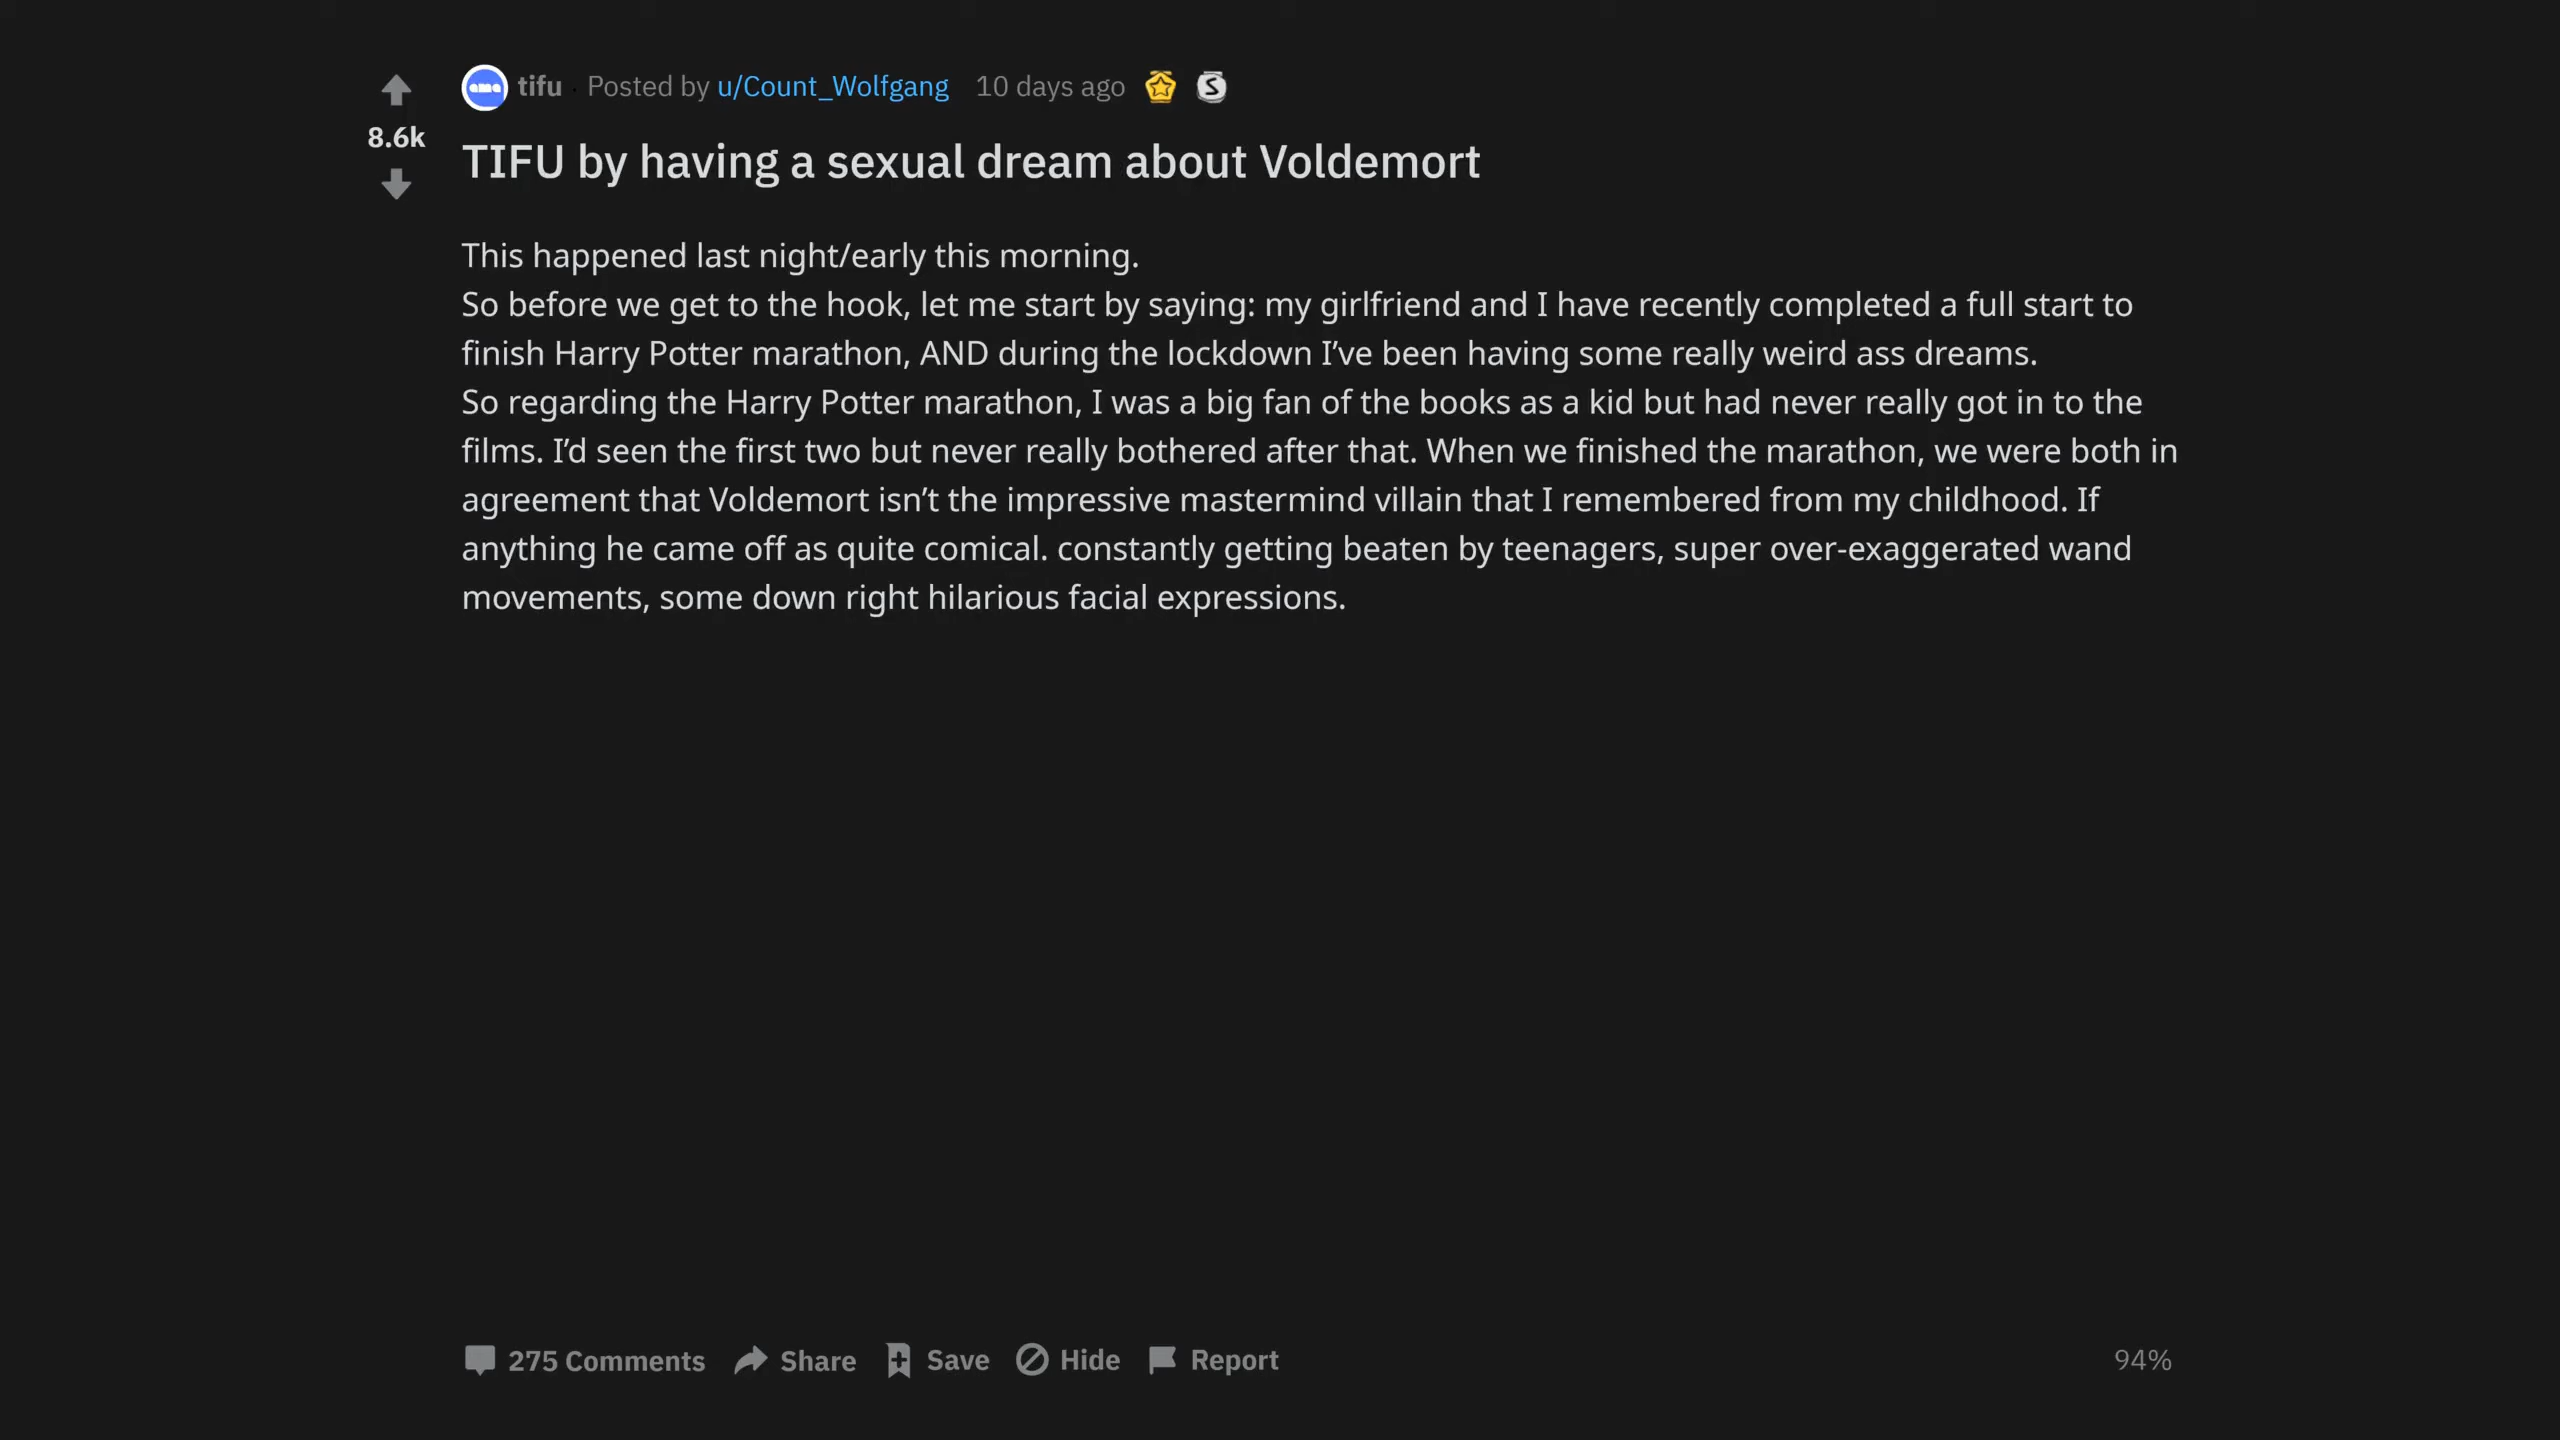 ama tifu · Posted by u/Count_Wolfgang 10 days ago S
8.6k
TIFU by having a sexual dream about Voldemort
This happened last night/early this morning.
So before we get to the hook, let me start by saying: my girlfriend and I have recently completed a full start to
finish Harry Potter marathon, AND during the lockdown I’ve been having some really weird ass dreams.
So regarding the Harry Potter marathon, I was a big fan of the books as a kid but had never really got in to the
films. I’d seen the first two but never really bothered after that. When we finished the marathon, we were both in
agreement that Voldemort isn’t the impressive mastermind villain that I remembered from my childhood. If
anything he came off as quite comical. constantly getting beaten by teenagers, super over-exaggerated wand
movements, some down right hilarious facial expressions.
275 Comments Share Save Hide Report 94%